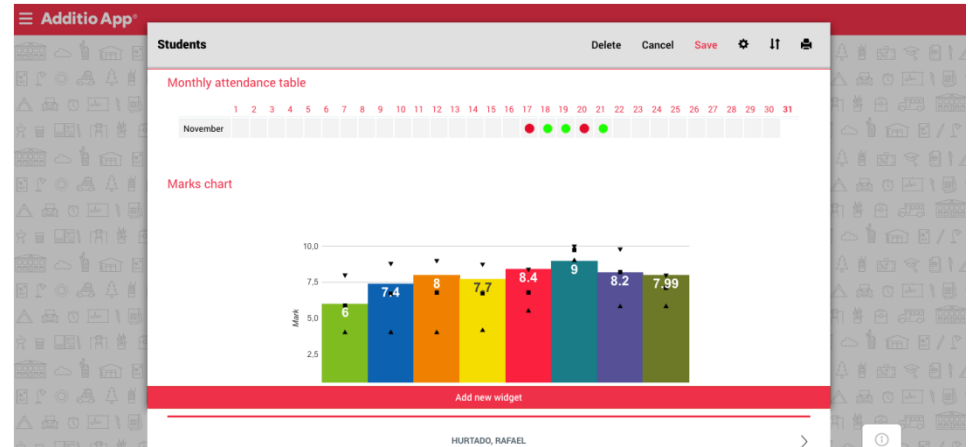 Additio App®
Students Delete Cancel Save
Monthly attendance table
1 2 3 4 5 6 7 8 9 10 11 12 13 14 15 16 17 18 19 20 21 22 23 24 25 26 27 28 29 30 31
November
Marks chart
10,0
7,5
5,0
2,5
Mark
6 7.4 8 7,7 8.4 9 8.2 7.99
Add new widget
HURTADO, RAFAEL